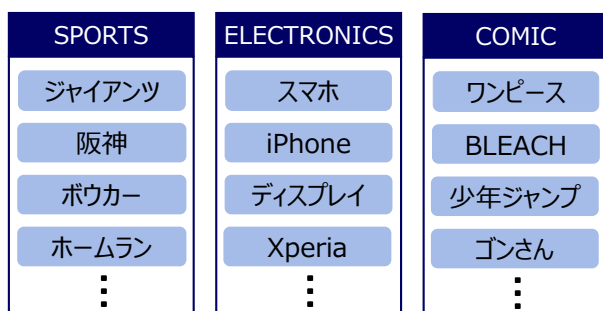 SPORTS
ジャイアンツ
阪神
ボウカー
ホームラン
ELECTRONICS
スマホ
iPhone
ディスプレイ
Xperia
COMIC
ワンピース
BLEACH
少年ジャンプ
ゴンさん